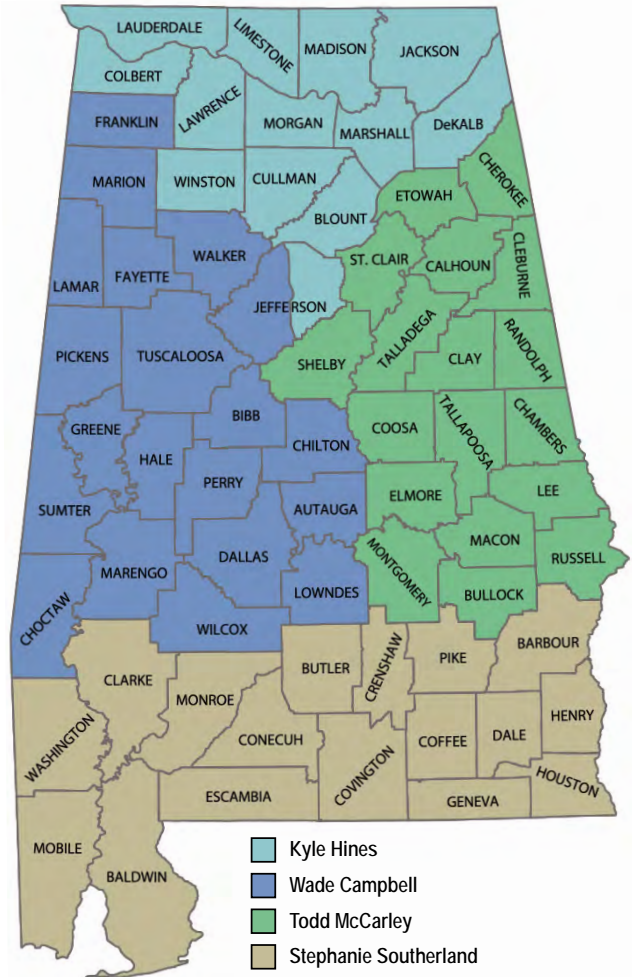 LAUDERDALE
LIMESTONE
MADISON
JACKSON
COLBERT
LAWRENCE
FRANKLIN
MORGAN
MARSHALL
DeKALB
MARION
WINSTON
CULLMAN
BLOUNT
ETOWAH
CHEROKEE
WALKER
ST. CLAIR
CALHOUN
CLEBURNE
LAMAR
FAYETTE
JEFFERSON
PICKENS
TUSCALOOSA
SHELBY
TALLADEGA
CLAY
RANDOLPH
GREENE
BIBB
HALE
CHILTON
COOSA
TALLAPOOSA
CHAMBERS
PERRY
ELMORE
LEE
SUMTER
AUTAUGA
MARENGO
DALLAS
MONTGOMERY
MACON
RUSSELL
CHOCTAW
LOWNDES
BULLOCK
WILCOX
CLARKE
MONROE
BUTLER
CRENSHAW
PIKE
BARBOUR
WASHINGTON
CONECUH
COVINGTON
COFFEE
DALE
HENRY
ESCAMBIA
GENEVA
HOUSTON
MOBILE
BALDWIN
Kyle Hines
Wade Campbell
Todd McCarley
Stephanie Southerland